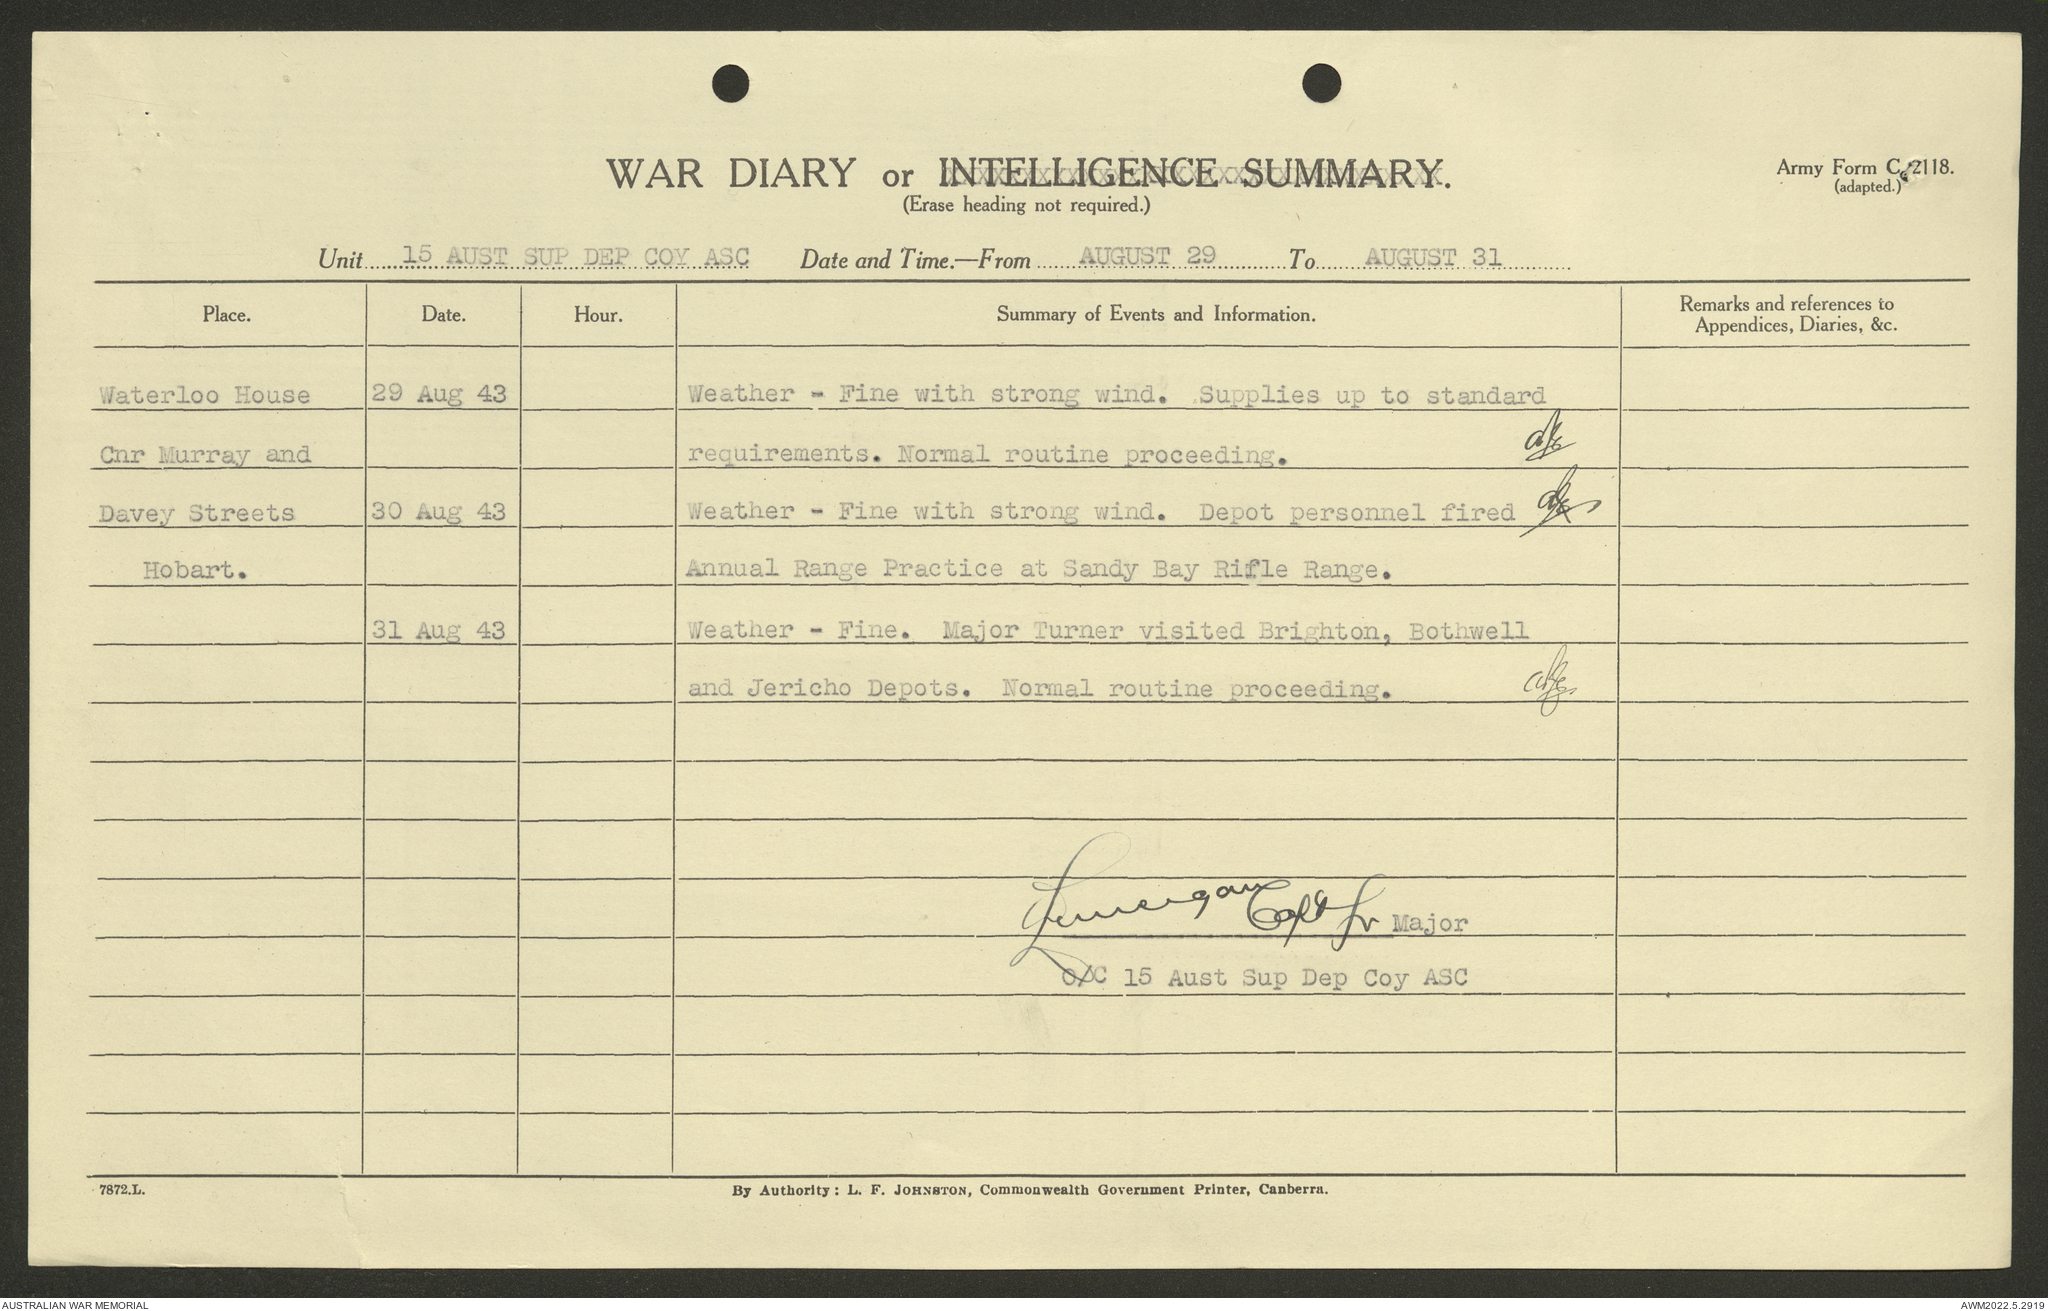 WAR DIARY or INTELLIGENCE SUMMARY.
(Erase heading not required.)
Army Form C. 2118.
(adapted.)
Unit 15 AUST SUP DEP COY ASC Date and Time.—From AUGUST 29 To AUGUST 31
Place. Date. Hour. Summary of Events and Information. Remarks and references to
Appendices, Diaries, &c.
Waterloo House 29 Aug 43 Weather - Fine with strong wind. Supplies up to standard
Cnr Murray and requirements. Normal routine proceeding.
Davey Streets 30 Aug 43 Weather - Fine with strong wind. Depot personnel fired
Hobart. Annual Range Practice at Sandy Bay Rifle Range.
31 Aug 43 Weather - Fine. Major Turner visited Brighton, Bothwell
and Jericho Depots. Normal routine proceeding.
Capt for Major
O/C 15 Aust Sup Dep Coy ASC
7872.L. By Authority: L. F. JOHNSTON, Commonwealth Government Printer, Canberra.
AUSTRALIAN WAR MEMORIAL AWM2022.5.2919